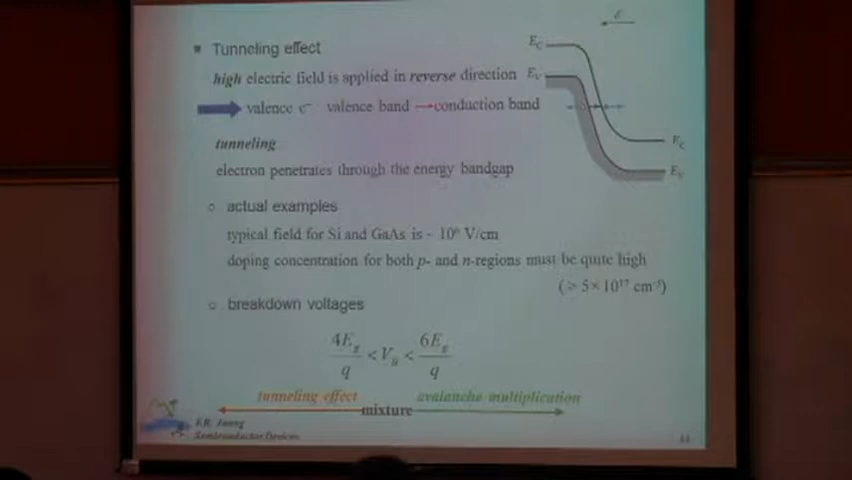 Tunneling effect
high electric field is applied in reverse direction
valence e⁻ valence band → conduction band
tunneling
electron penetrates through the energy bandgap
actual examples
typical field for Si and GaAs is ~ 10⁶ V/cm
doping concentration for both p- and n-regions must be quite high
(> 5×10¹⁷ cm⁻³)
breakdown voltages
4E_g/q < V_B < 6E_g/q
tunneling effect
avalanche multiplication
mixture
Semiconductor Devices
ℰ
E_C
E_V
E_C
E_V